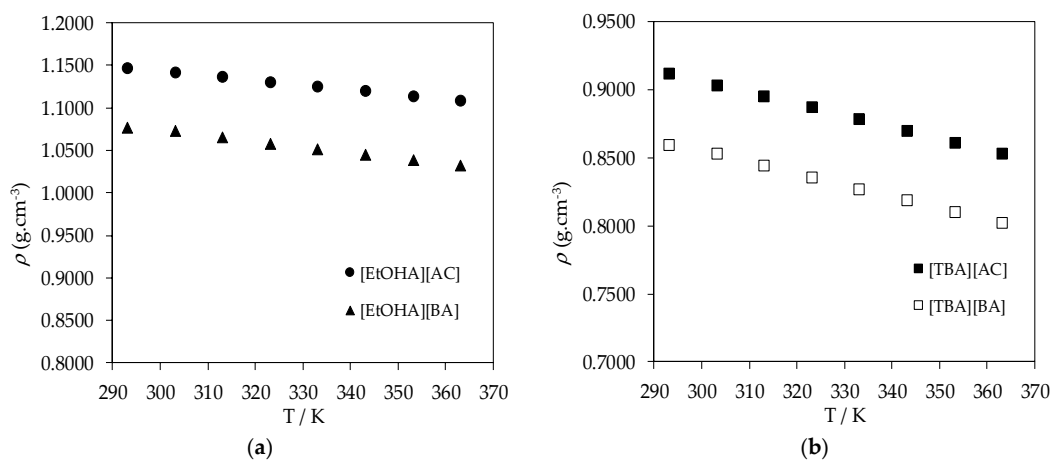 1.2000
1.1500
1.1000
1.0500
1.0000
0.9500
0.9000
0.8500
0.8000
ρ (g.cm-3)
[EtOHA][AC]
[EtOHA][BA]
290 300 310 320 330 340 350 360 370
T / K
(a)
0.9500
0.9000
0.8500
0.8000
0.7500
0.7000
ρ (g.cm-3)
[TBA][AC]
[TBA][BA]
290 300 310 320 330 340 350 360 370
T / K
(b)